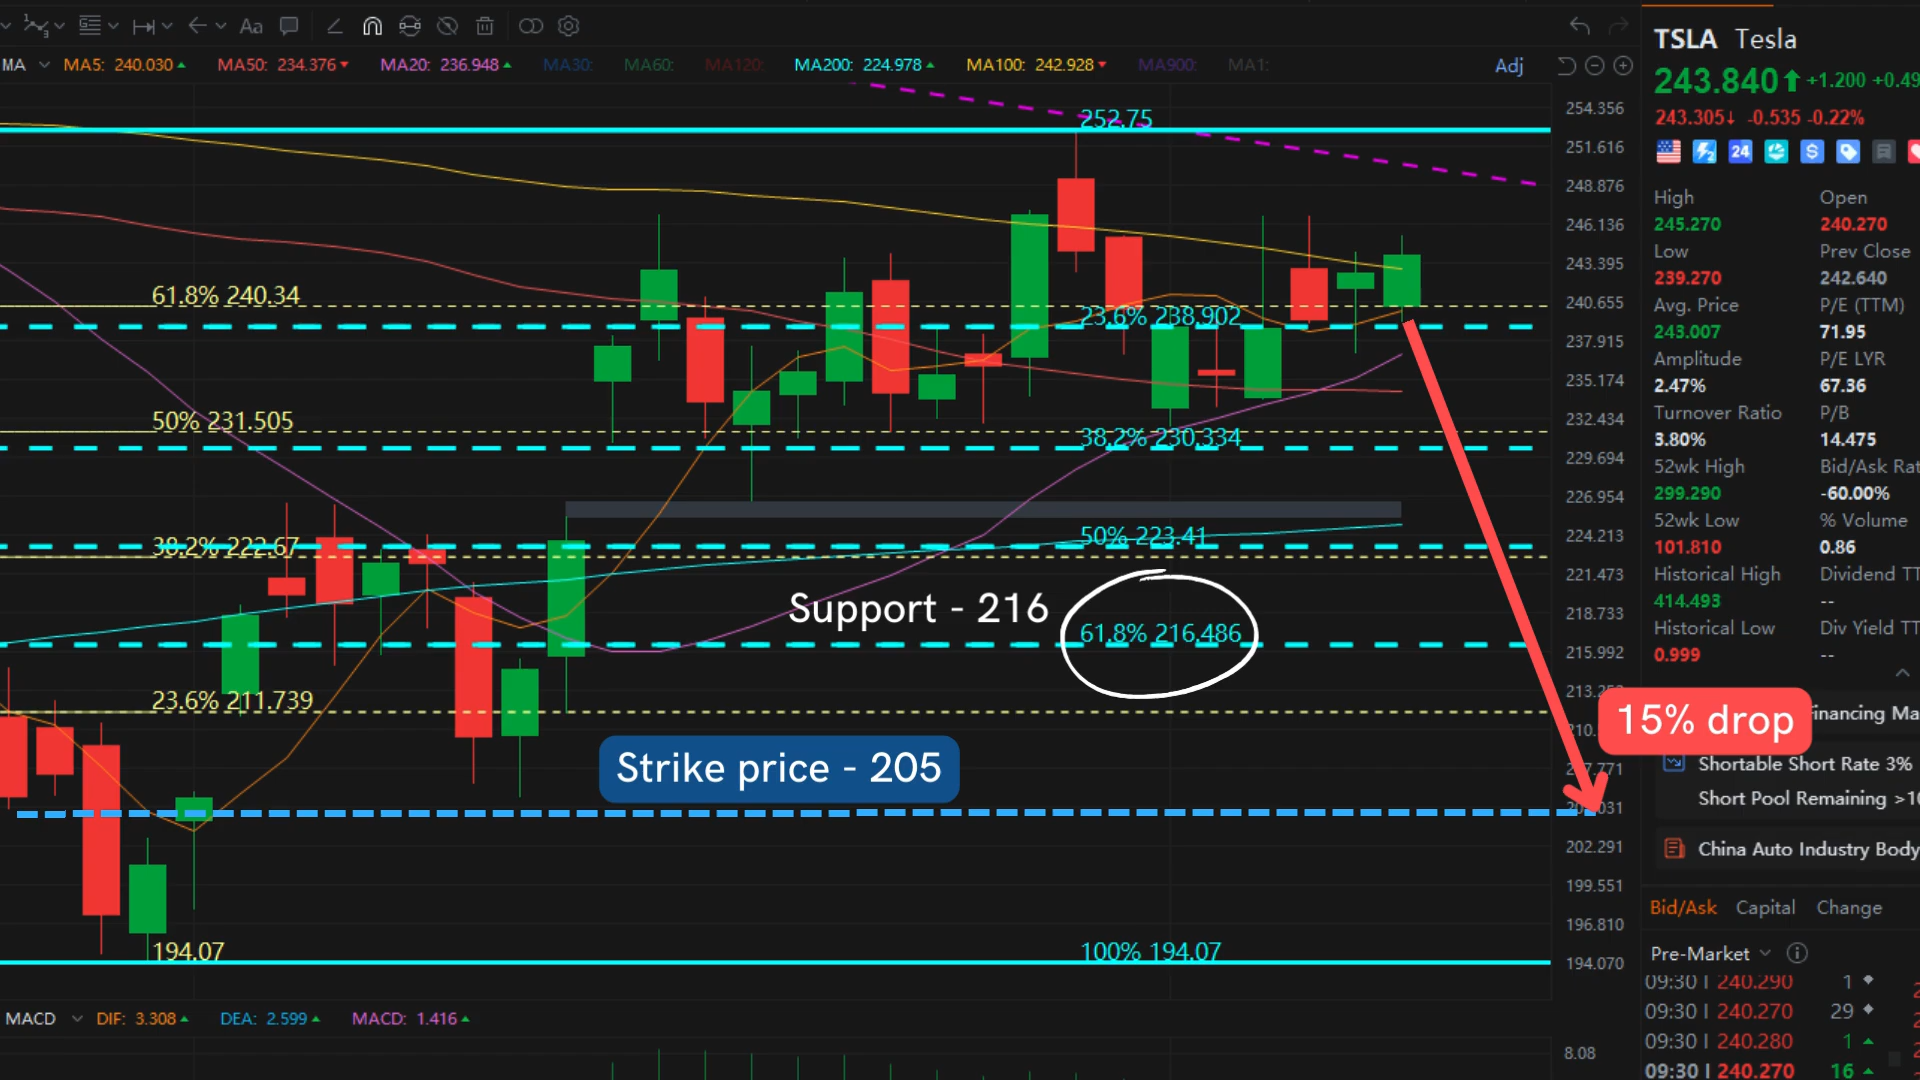 Aa
TSLA Tesla
MA MA5: 240.030 MA50: 234.376 MA20: 236.948 MA30: MA60: MA120: MA200: 224.978 MA100: 242.928 MA900: MA1: Adj
243.840 +1.200 +0.49
243.305↓ -0.535 -0.22%
24
254.356
252.75
251.616
248.876
246.136
243.395
240.655
237.915
235.174
232.434
229.694
226.954
224.213
221.473
218.733
215.992
202.291
199.551
196.810
194.070
61.8% 240.34
23.6% 238.902
50% 231.505
38.2% 230.334
38.2% 222.67
50% 223.41
Support - 216
61.8% 216.486
23.6% 211.739
Strike price - 205
15% drop
194.07
100% 194.07
High Open
245.270 240.270
Low Prev Close
239.270 242.640
Avg. Price P/E (TTM)
243.007 71.95
Amplitude P/E LYR
2.47% 67.36
Turnover Ratio P/B
3.80% 14.475
52wk High Bid/Ask Rat
299.290 -60.00%
52wk Low % Volume
101.810 0.86
Historical High Dividend TT
414.493 --
Historical Low Div Yield TT
0.999 --
inancing Ma
Shortable Short Rate 3%
Short Pool Remaining >10
China Auto Industry Body
Bid/Ask Capital Change
Pre-Market
09:30 240.290 1
09:30 240.270 29
09:30 240.280 1
09:30 240.270 16
MACD DIF: 3.308 DEA: 2.599 MACD: 1.416
8.08